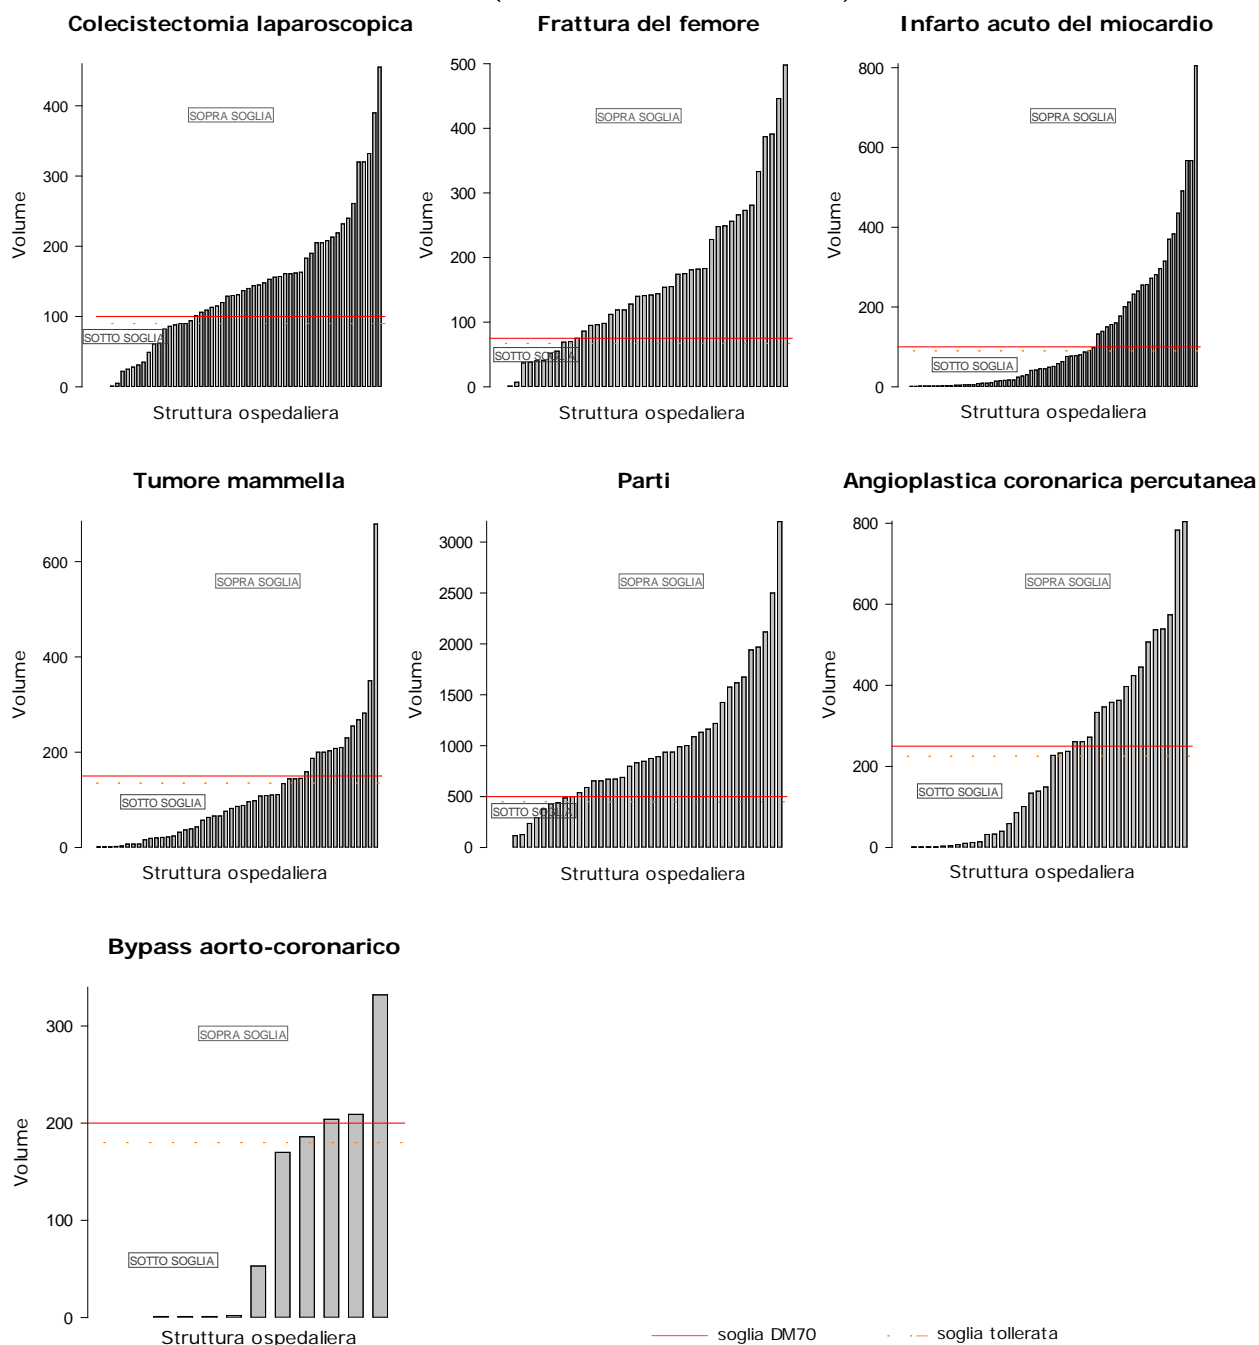 Colecistectomia laparoscopica
Frattura del femore
Infarto acuto del miocardio
400
300
200
100
0
Volume
SOPRA SOGLIA
SOTTO SOGLIA
Struttura ospedaliera
500
400
300
200
100
0
Volume
SOPRA SOGLIA
SOTTO SOGLIA
Struttura ospedaliera
800
600
400
200
0
Volume
SOPRA SOGLIA
SOTTO SOGLIA
Struttura ospedaliera
Tumore mammella
Parti
Angioplastica coronarica percutanea
600
400
200
0
Volume
SOPRA SOGLIA
SOTTO SOGLIA
Struttura ospedaliera
3000
2500
2000
1500
1000
500
0
Volume
SOPRA SOGLIA
SOTTO SOGLIA
Struttura ospedaliera
800
600
400
200
0
Volume
SOPRA SOGLIA
SOTTO SOGLIA
Struttura ospedaliera
Bypass aorto-coronarico
300
200
100
0
Volume
SOPRA SOGLIA
SOTTO SOGLIA
Struttura ospedaliera
soglia DM70
soglia tollerata